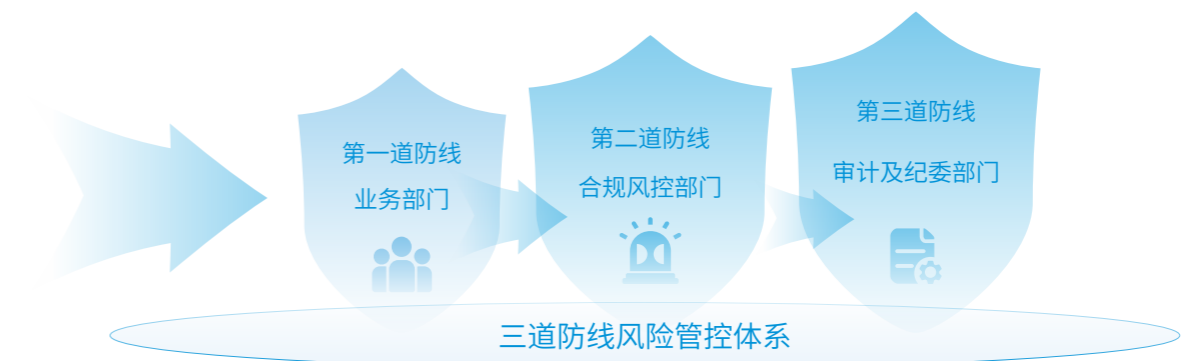 第一道防线
业务部门
第二道防线
合规风控部门
第三道防线
审计及纪委部门
三道防线风险管控体系